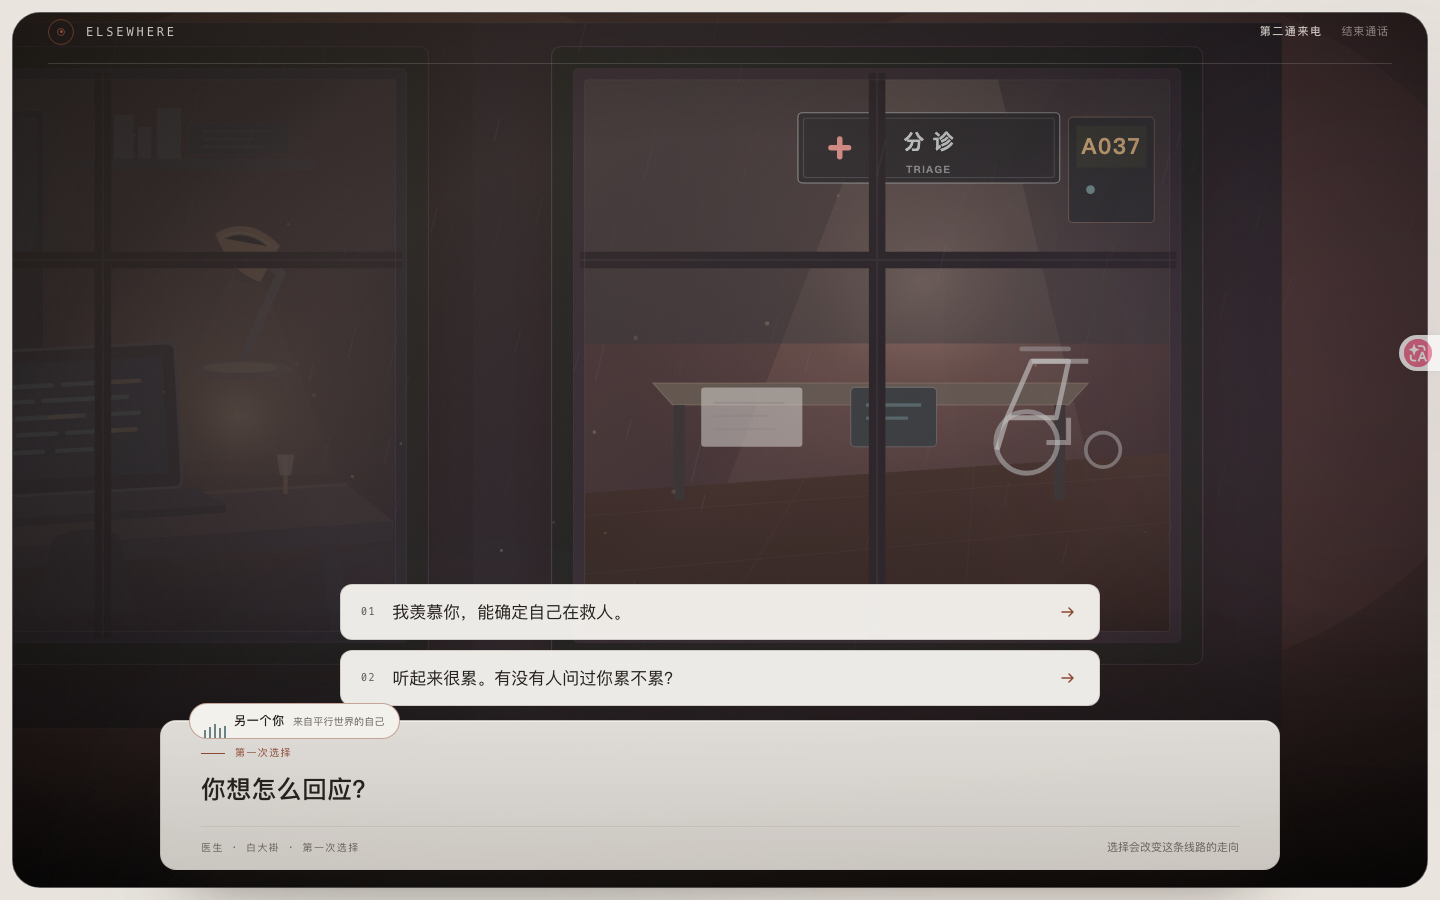 ELSEWHERE
第二通来电
结束通话
分诊
TRIAGE
A037
01 我羡慕你，能确定自己在救人。 →
02 听起来很累。有没有人问过你累不累? →
另一个你 来自平行世界的自己
第一次选择
你想怎么回应?
医生 · 白大褂 · 第一次选择
选择会改变这条线路的走向